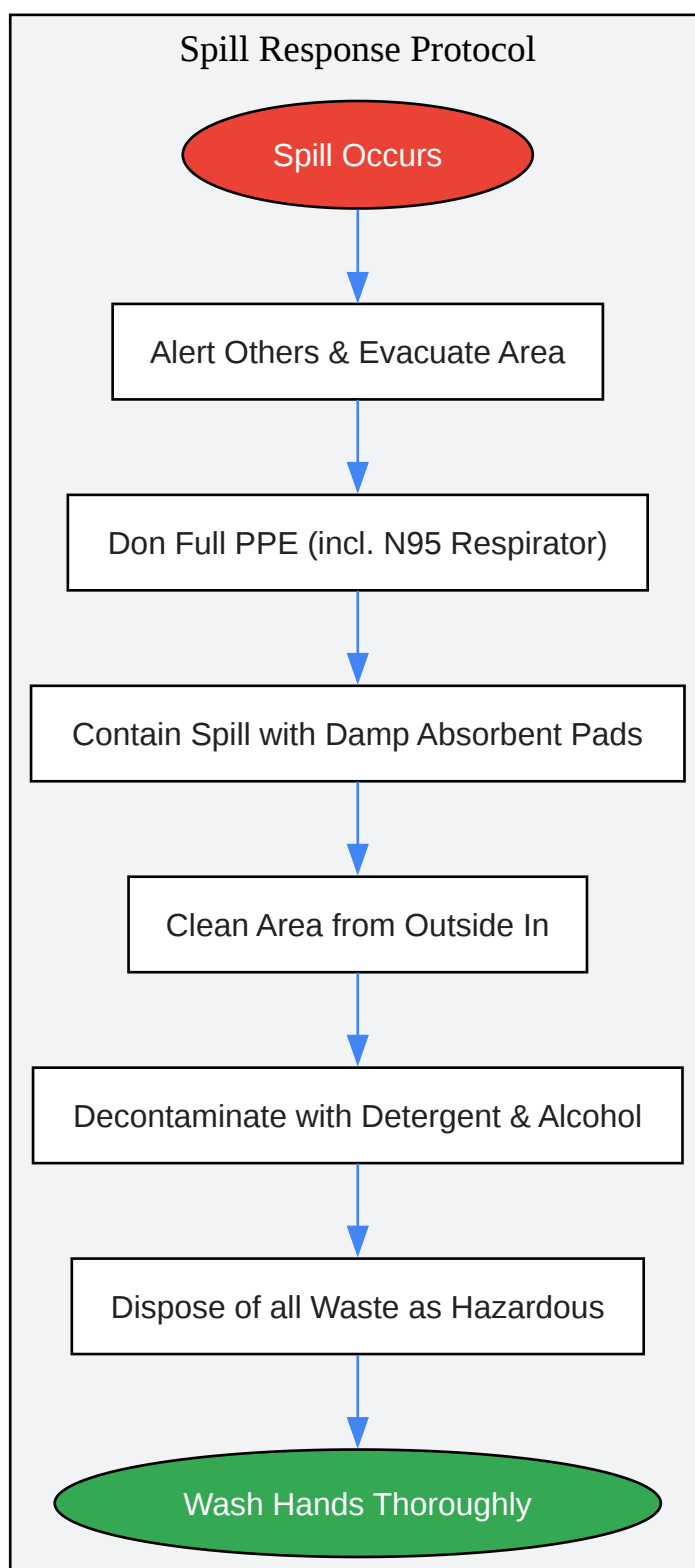 Spill Response Protocol
Spill Occurs
Alert Others & Evacuate Area
Don Full PPE (incl. N95 Respirator)
Contain Spill with Damp Absorbent Pads
Clean Area from Outside In
Decontaminate with Detergent & Alcohol
Dispose of all Waste as Hazardous
Wash Hands Thoroughly